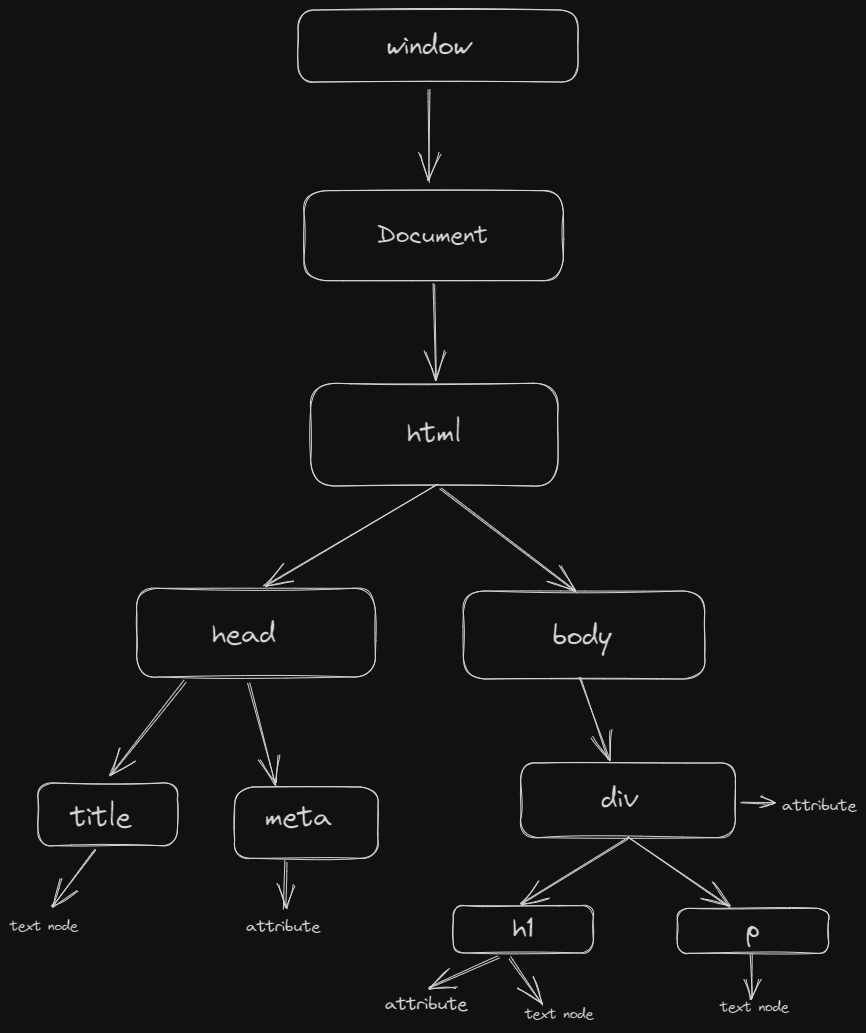 window
Document
html
head
body
title
meta
div
attribute
text node
attribute
h1
p
attribute
text node
text node